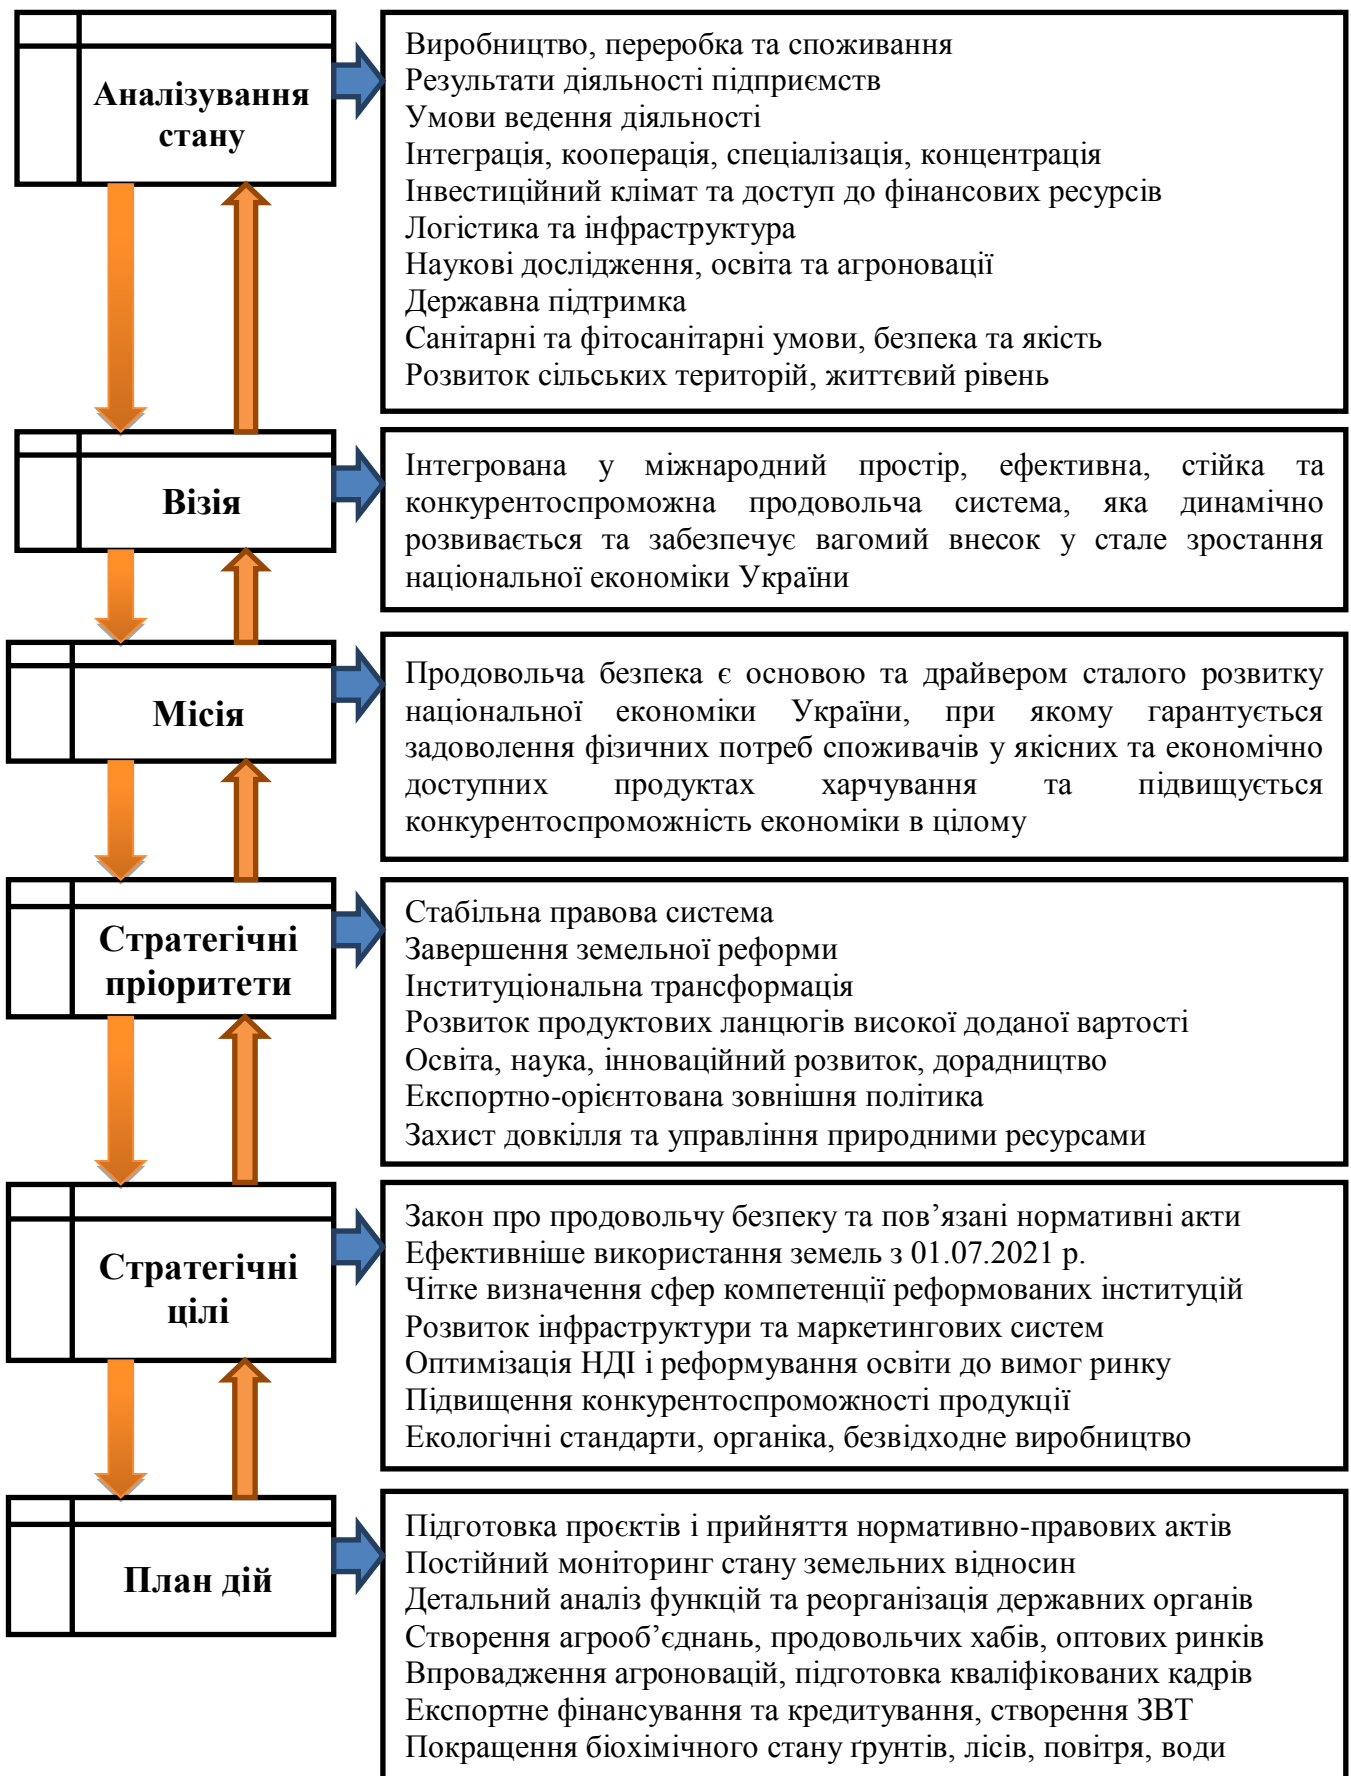 Аналізування
стану
Виробництво, переробка та споживання
Результати діяльності підприємств
Умови ведення діяльності
Інтеграція, кооперація, спеціалізація, концентрація
Інвестиційний клімат та доступ до фінансових ресурсів
Логістика та інфраструктура
Наукові дослідження, освіта та агроновації
Державна підтримка
Санітарні та фітосанітарні умови, безпека та якість
Розвиток сільських територій, життєвий рівень
Візія
Інтегрована у міжнародний простір, ефективна, стійка та
конкурентоспроможна продовольча система, яка динамічно
розвивається та забезпечує вагомий внесок у стале зростання
національної економіки України
Місія
Продовольча безпека є основою та драйвером сталого розвитку
національної економіки України, при якому гарантується
задоволення фізичних потреб споживачів у якісних та економічно
доступних продуктах харчування та підвищується
конкурентоспроможність економіки в цілому
Стратегічні
пріоритети
Стабільна правова система
Завершення земельної реформи
Інституціональна трансформація
Розвиток продуктових ланцюгів високої доданої вартості
Освіта, наука, інноваційний розвиток, дорадництво
Експортно-орієнтована зовнішня політика
Захист довкілля та управління природними ресурсами
Стратегічні
цілі
Закон про продовольчу безпеку та пов’язані нормативні акти
Ефективніше використання земель з 01.07.2021 р.
Чітке визначення сфер компетенції реформованих інституцій
Розвиток інфраструктури та маркетингових систем
Оптимізація НДІ і реформування освіти до вимог ринку
Підвищення конкурентоспроможності продукції
Екологічні стандарти, органіка, безвідходне виробництво
План дій
Підготовка проєктів і прийняття нормативно-правових актів
Постійний моніторинг стану земельних відносин
Детальний аналіз функцій та реорганізація державних органів
Створення агрооб’єднань, продовольчих хабів, оптових ринків
Впровадження агроновацій, підготовка кваліфікованих кадрів
Експортне фінансування та кредитування, створення ЗВТ
Покращення біохімічного стану ґрунтів, лісів, повітря, води